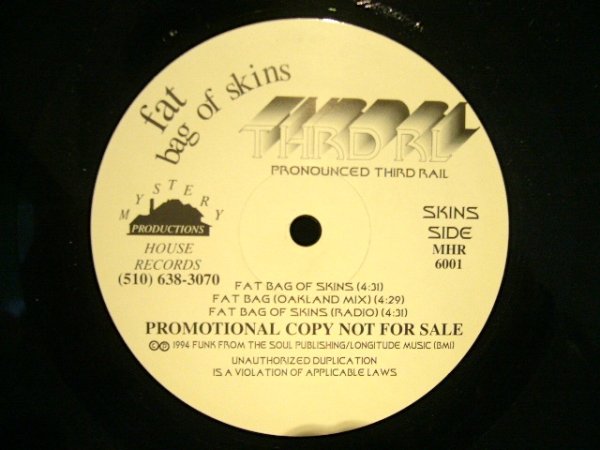 fat
bag of skins
THRD RL
PRONOUNCED THIRD RAIL
MYSTERY
PRODUCTIONS
HOUSE
RECORDS
(510) 638-3070
SKINS
SIDE
MHR
6001
FAT BAG OF SKINS (4:31)
FAT BAG (OAKLAND MIX) (4:29)
FAT BAG OF SKINS (RADIO) (4:31)
PROMOTIONAL COPY NOT FOR SALE
©℗ 1994 FUNK FROM THE SOUL PUBLISHING/LONGITUDE MUSIC (BMI)
UNAUTHORIZED DUPLICATION
IS A VIOLATION OF APPLICABLE LAWS